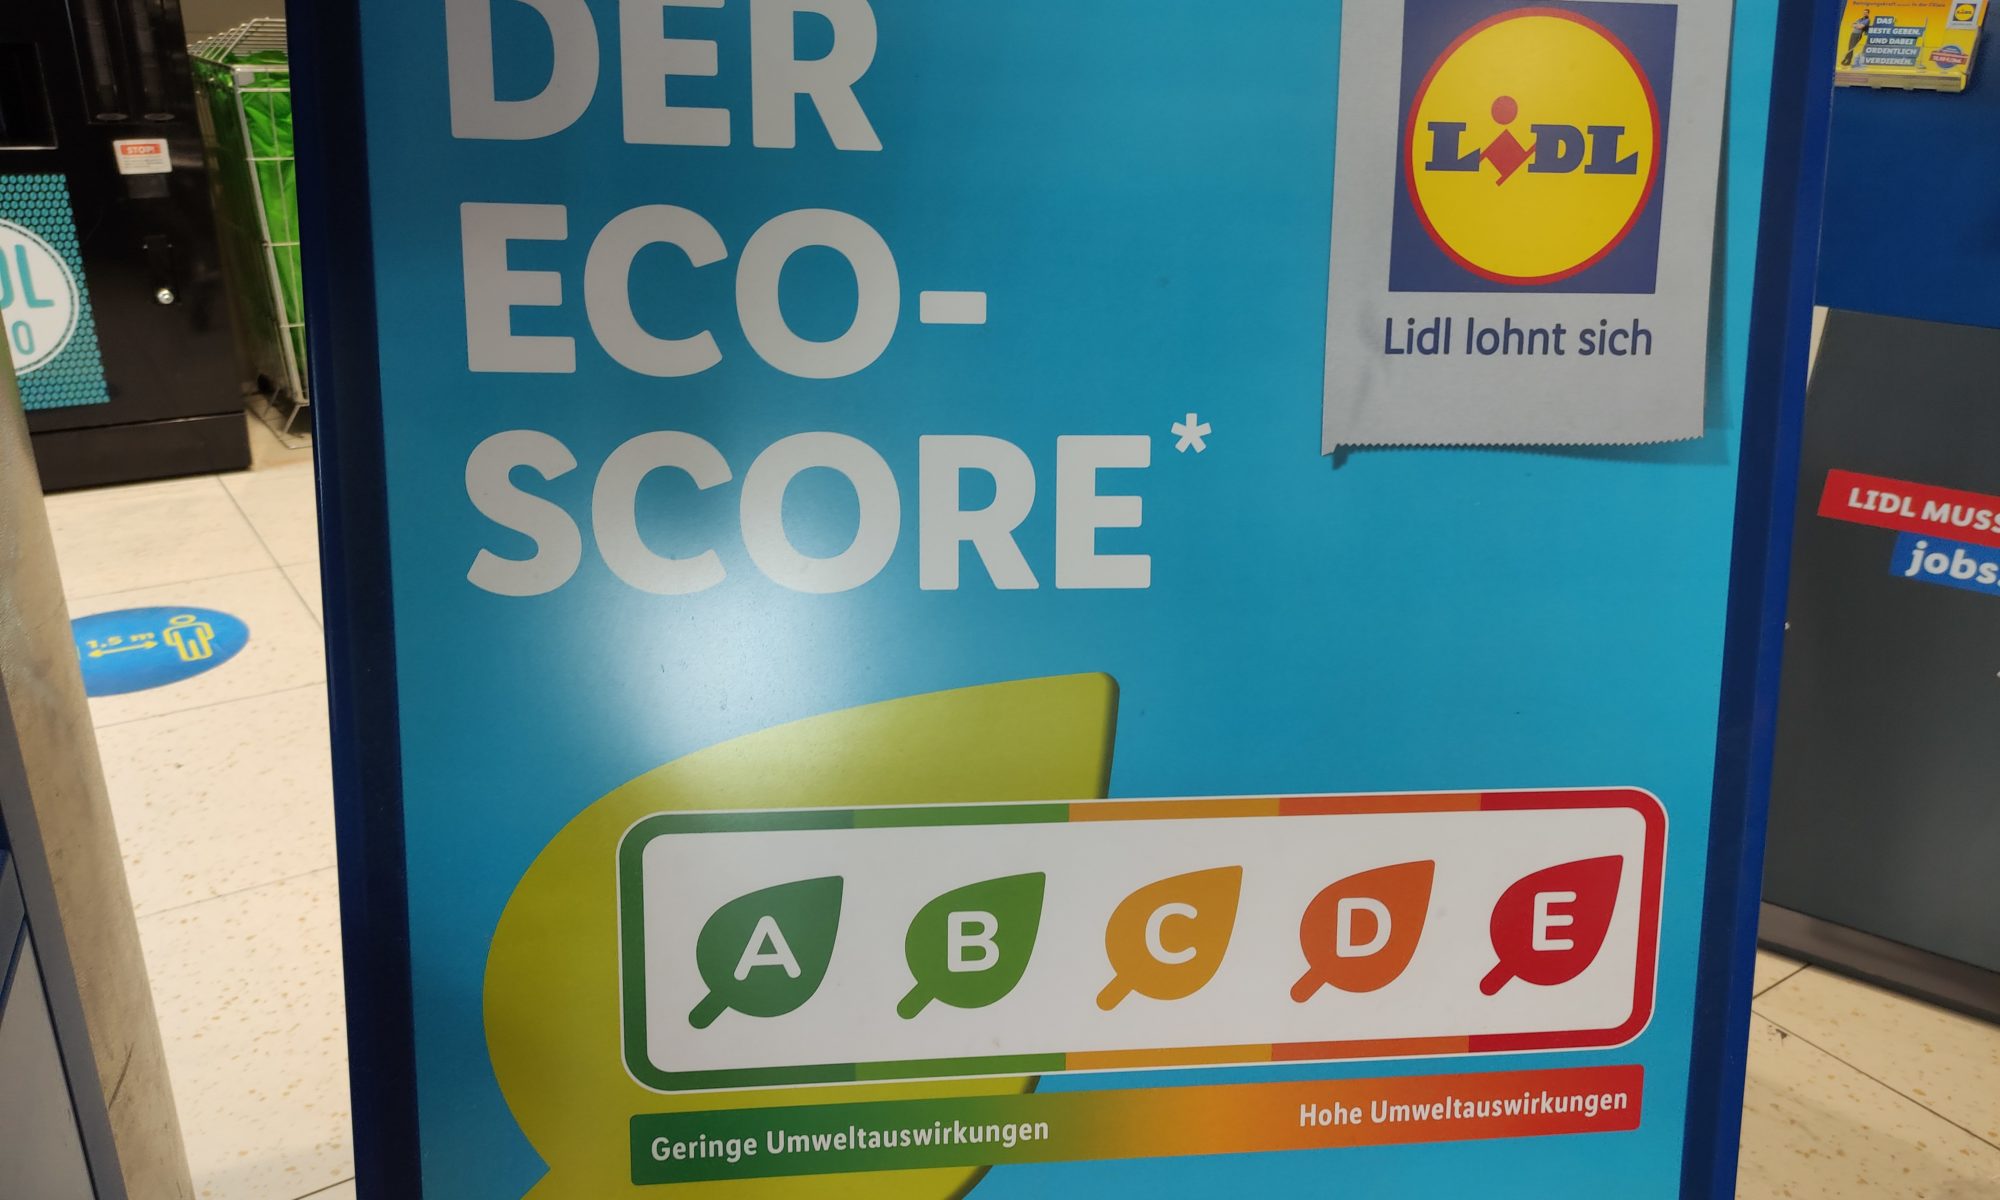 DER
ECO-
SCORE*
LIDL
Lidl lohnt sich
A B C D E
Geringe Umweltauswirkungen
Hohe Umweltauswirkungen
STOP!
1,5 m
DAS
BESTE GEBEN.
UND DABEI
ORDENTLICH
VERDIENEN.
LIDL MUSS
jobs.